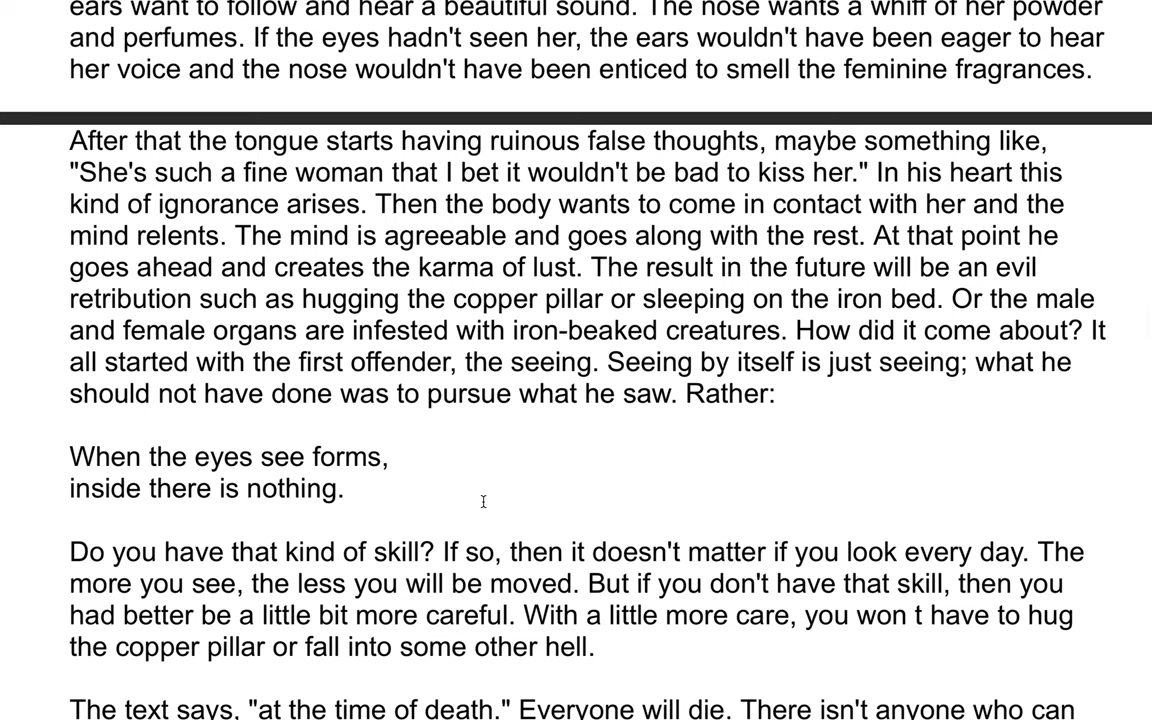 ears want to follow and hear a beautiful sound. The nose wants a whiff of her powder
and perfumes. If the eyes hadn't seen her, the ears wouldn't have been eager to hear
her voice and the nose wouldn't have been enticed to smell the feminine fragrances.
After that the tongue starts having ruinous false thoughts, maybe something like,
"She's such a fine woman that I bet it wouldn't be bad to kiss her." In his heart this
kind of ignorance arises. Then the body wants to come in contact with her and the
mind relents. The mind is agreeable and goes along with the rest. At that point he
goes ahead and creates the karma of lust. The result in the future will be an evil
retribution such as hugging the copper pillar or sleeping on the iron bed. Or the male
and female organs are infested with iron-beaked creatures. How did it come about? It
all started with the first offender, the seeing. Seeing by itself is just seeing; what he
should not have done was to pursue what he saw. Rather:
When the eyes see forms,
inside there is nothing.
Do you have that kind of skill? If so, then it doesn't matter if you look every day. The
more you see, the less you will be moved. But if you don't have that skill, then you
had better be a little bit more careful. With a little more care, you won t have to hug
the copper pillar or fall into some other hell.
The text says, "at the time of death." Everyone will die. There isn't anyone who can